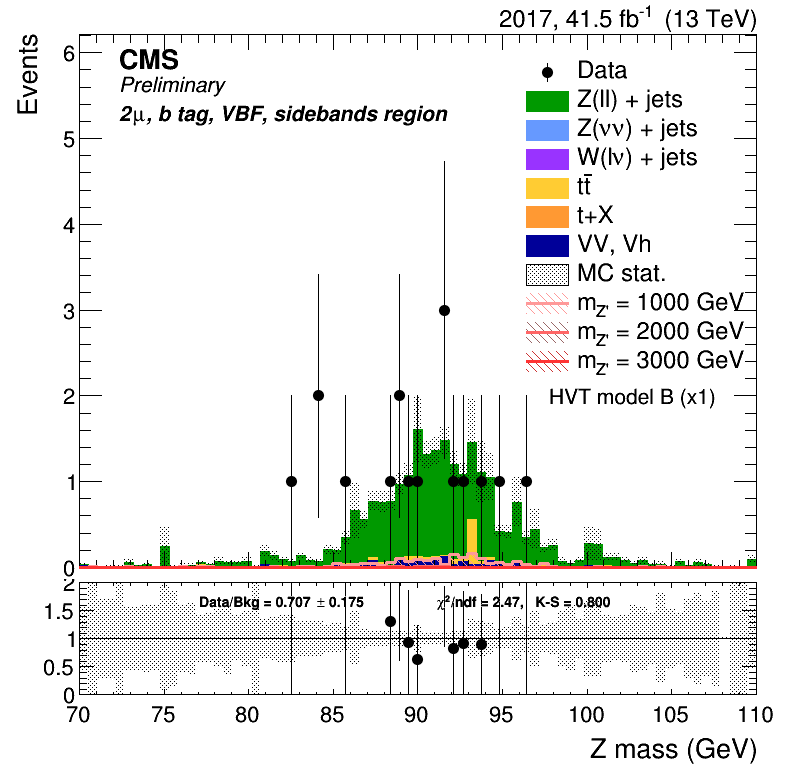 2017, 41.5 fb⁻¹ (13 TeV)
Events
CMS
Preliminary
2μ, b tag, VBF, sidebands region
Data
Z(ll) + jets
Z(νν) + jets
W(lν) + jets
tt̄
t+X
VV, Vh
MC stat.
m_Z' = 1000 GeV
m_Z' = 2000 GeV
m_Z' = 3000 GeV
HVT model B (x1)
6
5
4
3
2
1
0
Data/Bkg = 0.707 ± 0.175 χ²/ndf = 2.47, K-S = 0.800
2
1.5
1
0.5
0
70 75 80 85 90 95 100 105 110
Z mass (GeV)